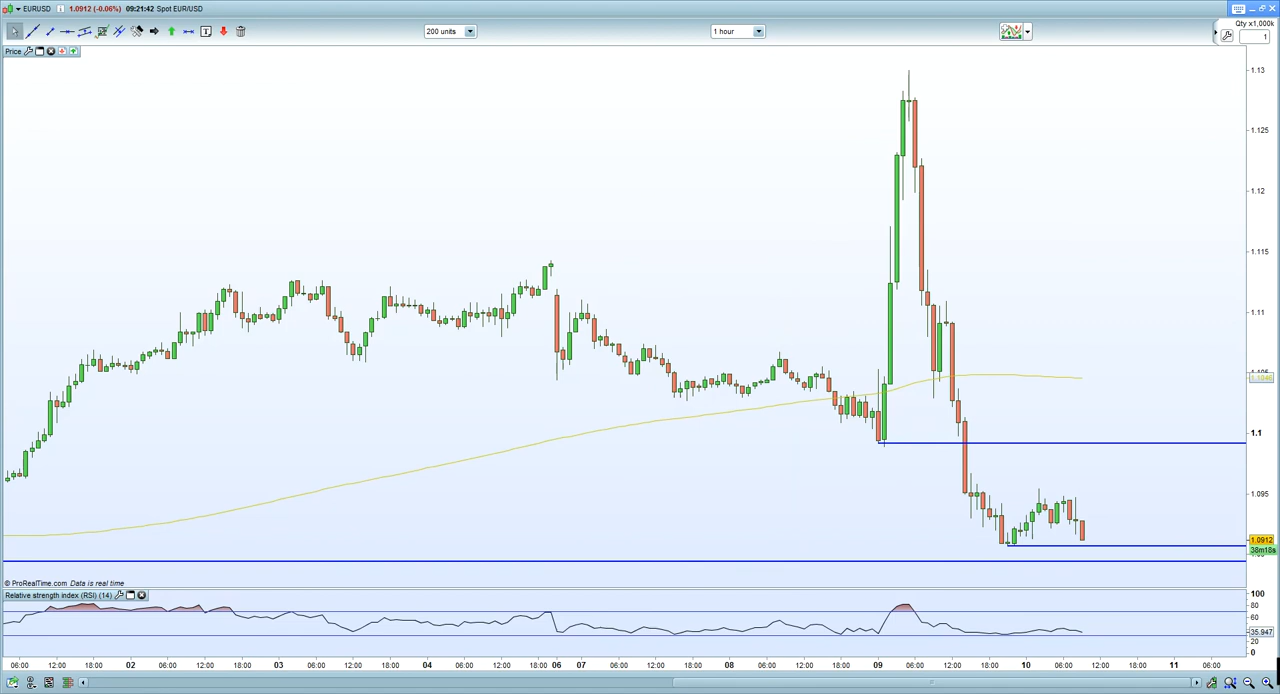 EURUSD 1.0912 (-0.06%) 09:21:42 Spot EUR/USD
Qty x1,000k
200 units 1 hour 1
Price
1.13
1.125
1.12
1.115
1.11
1.1046
1.1
1.095
1.0912
38m18s
© ProRealTime.com Data is real time
Relative strength index (RSI) (14)
100
80
60
35.947
20
0
06:00 12:00 18:00 02 06:00 12:00 18:00 03 06:00 12:00 18:00 04 06:00 12:00 18:00 06 07 06:00 12:00 18:00 08 06:00 12:00 18:00 09 06:00 12:00 18:00 10 06:00 12:00 18:00 11 06:00